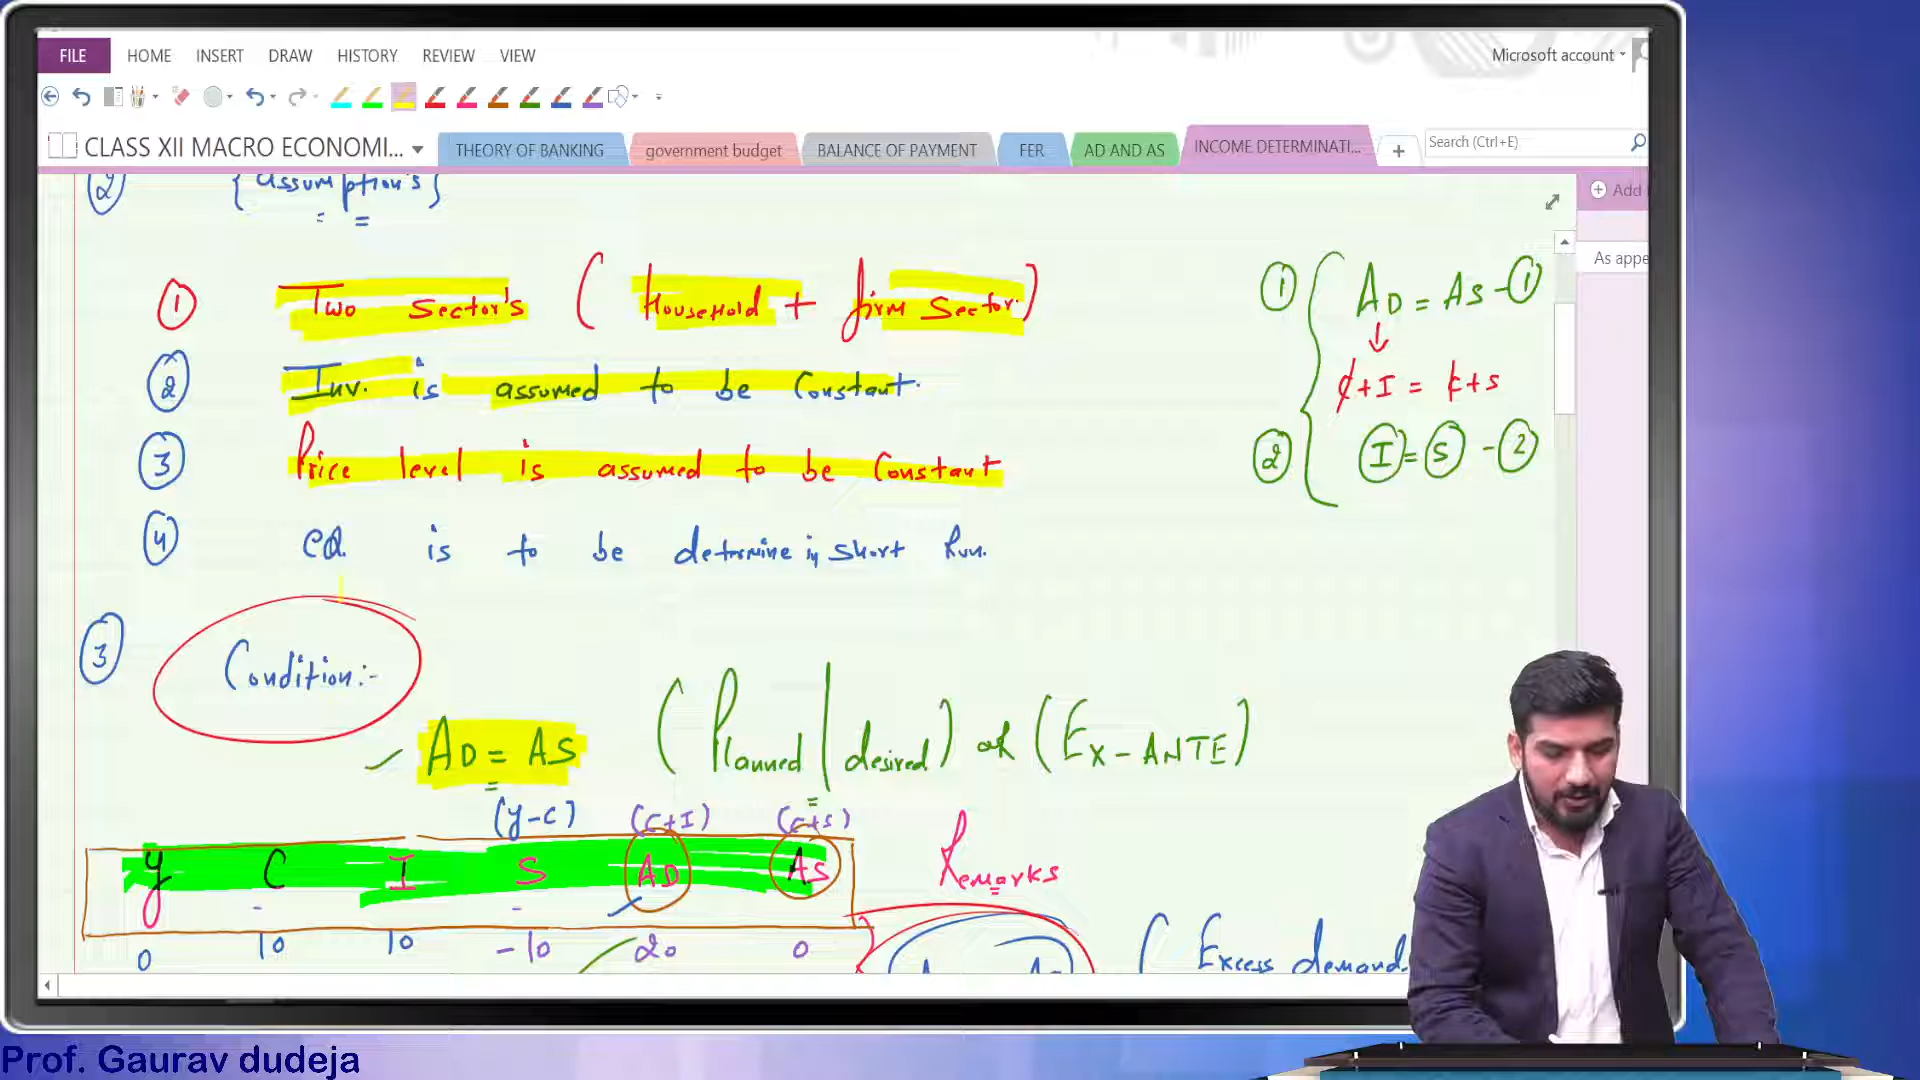 FILE HOME INSERT DRAW HISTORY REVIEW VIEW Microsoft account
CLASS XII MACRO ECONOMI... THEORY OF BANKING government budget BALANCE OF PAYMENT FER AD AND AS INCOME DETERMINATI... + Search (Ctrl+E)
Add
As appe
2 {assumption's}
1 Two Sector's (Household + firm Sector)
2 Inv. is assumed to be Constant.
3 Price level is assumed to be Constant
4 eq. is to be determine in short Run.
1 AD = AS - 1
↓
C+I = C+S
2 I = S - 2
3 Condition:-
AD = AS (Planned | desired) or (EX-ANTE)
(y-c) (c+I) (c+s)
y C I S AD AS Remarks
0 10 10 -10 20 0
(Excess demand
Prof. Gaurav dudeja